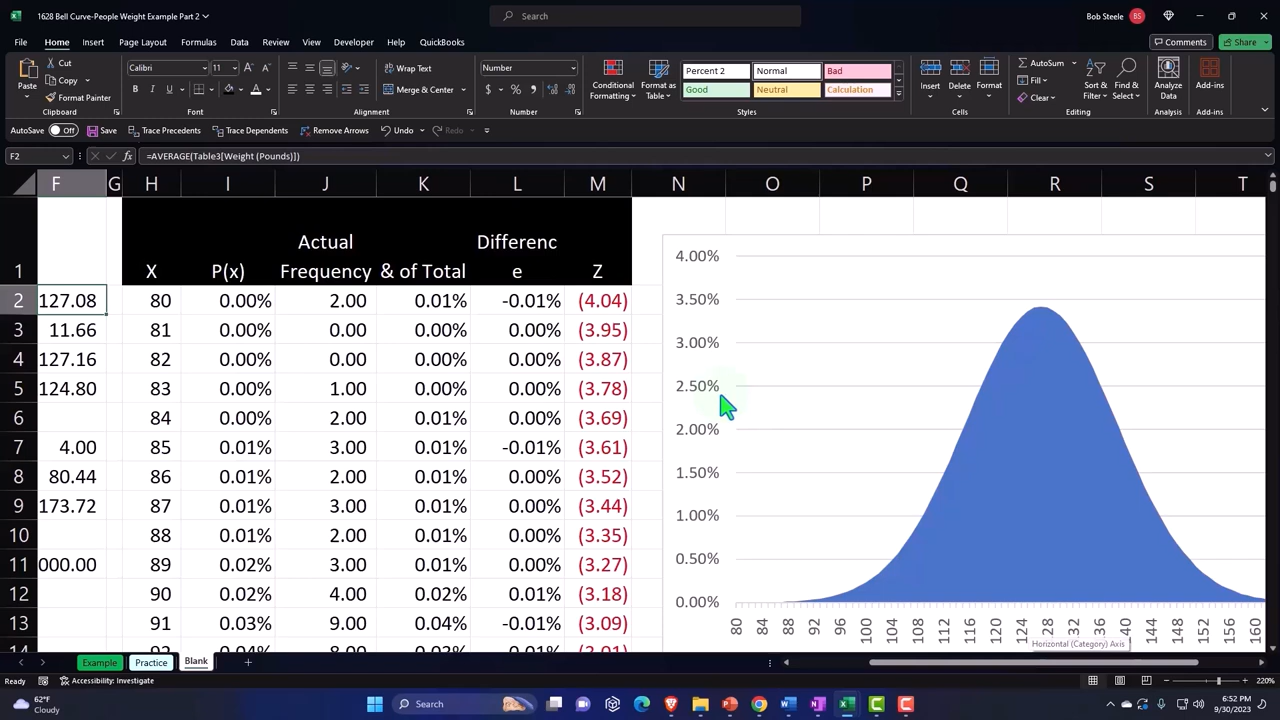 1628 Bell Curve-People Weight Example Part 2
Search
Bob Steele BS
File Home Insert Page Layout Formulas Data Review View Developer Help QuickBooks
Comments Share
Paste
Cut
Copy
Format Painter
Clipboard
Calibri 11
B I U
Font
Wrap Text
Merge & Center
Alignment
Number
$ % ,
Number
Conditional Formatting
Format as Table
Percent 2 Normal Bad
Good Neutral Calculation
Styles
Insert Delete Format
Cells
AutoSum
Fill
Clear
Sort & Filter
Find & Select
Editing
Analyze Data
Analysis
Add-ins
Add-ins
AutoSave Off Save Trace Precedents Trace Dependents Remove Arrows Undo Redo
F2 fx =AVERAGE(Table3[Weight (Pounds)])
F G H I J K L M N O P Q R S T
1 X P(x) Actual Frequency & of Total Differenc e Z
2 127.08 80 0.00% 2.00 0.01% -0.01% (4.04)
3 11.66 81 0.00% 0.00 0.00% 0.00% (3.95)
4 127.16 82 0.00% 0.00 0.00% 0.00% (3.87)
5 124.80 83 0.00% 1.00 0.00% 0.00% (3.78)
6 84 0.00% 2.00 0.01% 0.00% (3.69)
7 4.00 85 0.01% 3.00 0.01% -0.01% (3.61)
8 80.44 86 0.01% 2.00 0.01% 0.00% (3.52)
9 173.72 87 0.01% 3.00 0.01% 0.00% (3.44)
10 88 0.01% 2.00 0.01% 0.00% (3.35)
11 000.00 89 0.02% 3.00 0.01% 0.00% (3.27)
12 90 0.02% 4.00 0.02% 0.01% (3.18)
13 91 0.03% 9.00 0.04% -0.01% (3.09)
4.00%
3.50%
3.00%
2.50%
2.00%
1.50%
1.00%
0.50%
0.00%
80 84 88 92 96 100 104 108 112 116 120 124 128 132 36 40 144 148 152 156 160
Horizontal (Category) Axis
Example Practice Blank
Ready Accessibility: Investigate
220%
62°F
Cloudy
Search
6:52 PM
9/30/2023